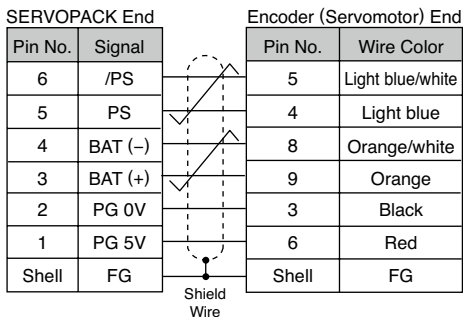 SERVOPACK End Encoder (Servomotor) End
Pin No. Signal Pin No. Wire Color
6 /PS 5 Light blue/white
5 PS 4 Light blue
4 BAT (−) 8 Orange/white
3 BAT (+) 9 Orange
2 PG 0V 3 Black
1 PG 5V 6 Red
Shell FG Shell FG
Shield
Wire